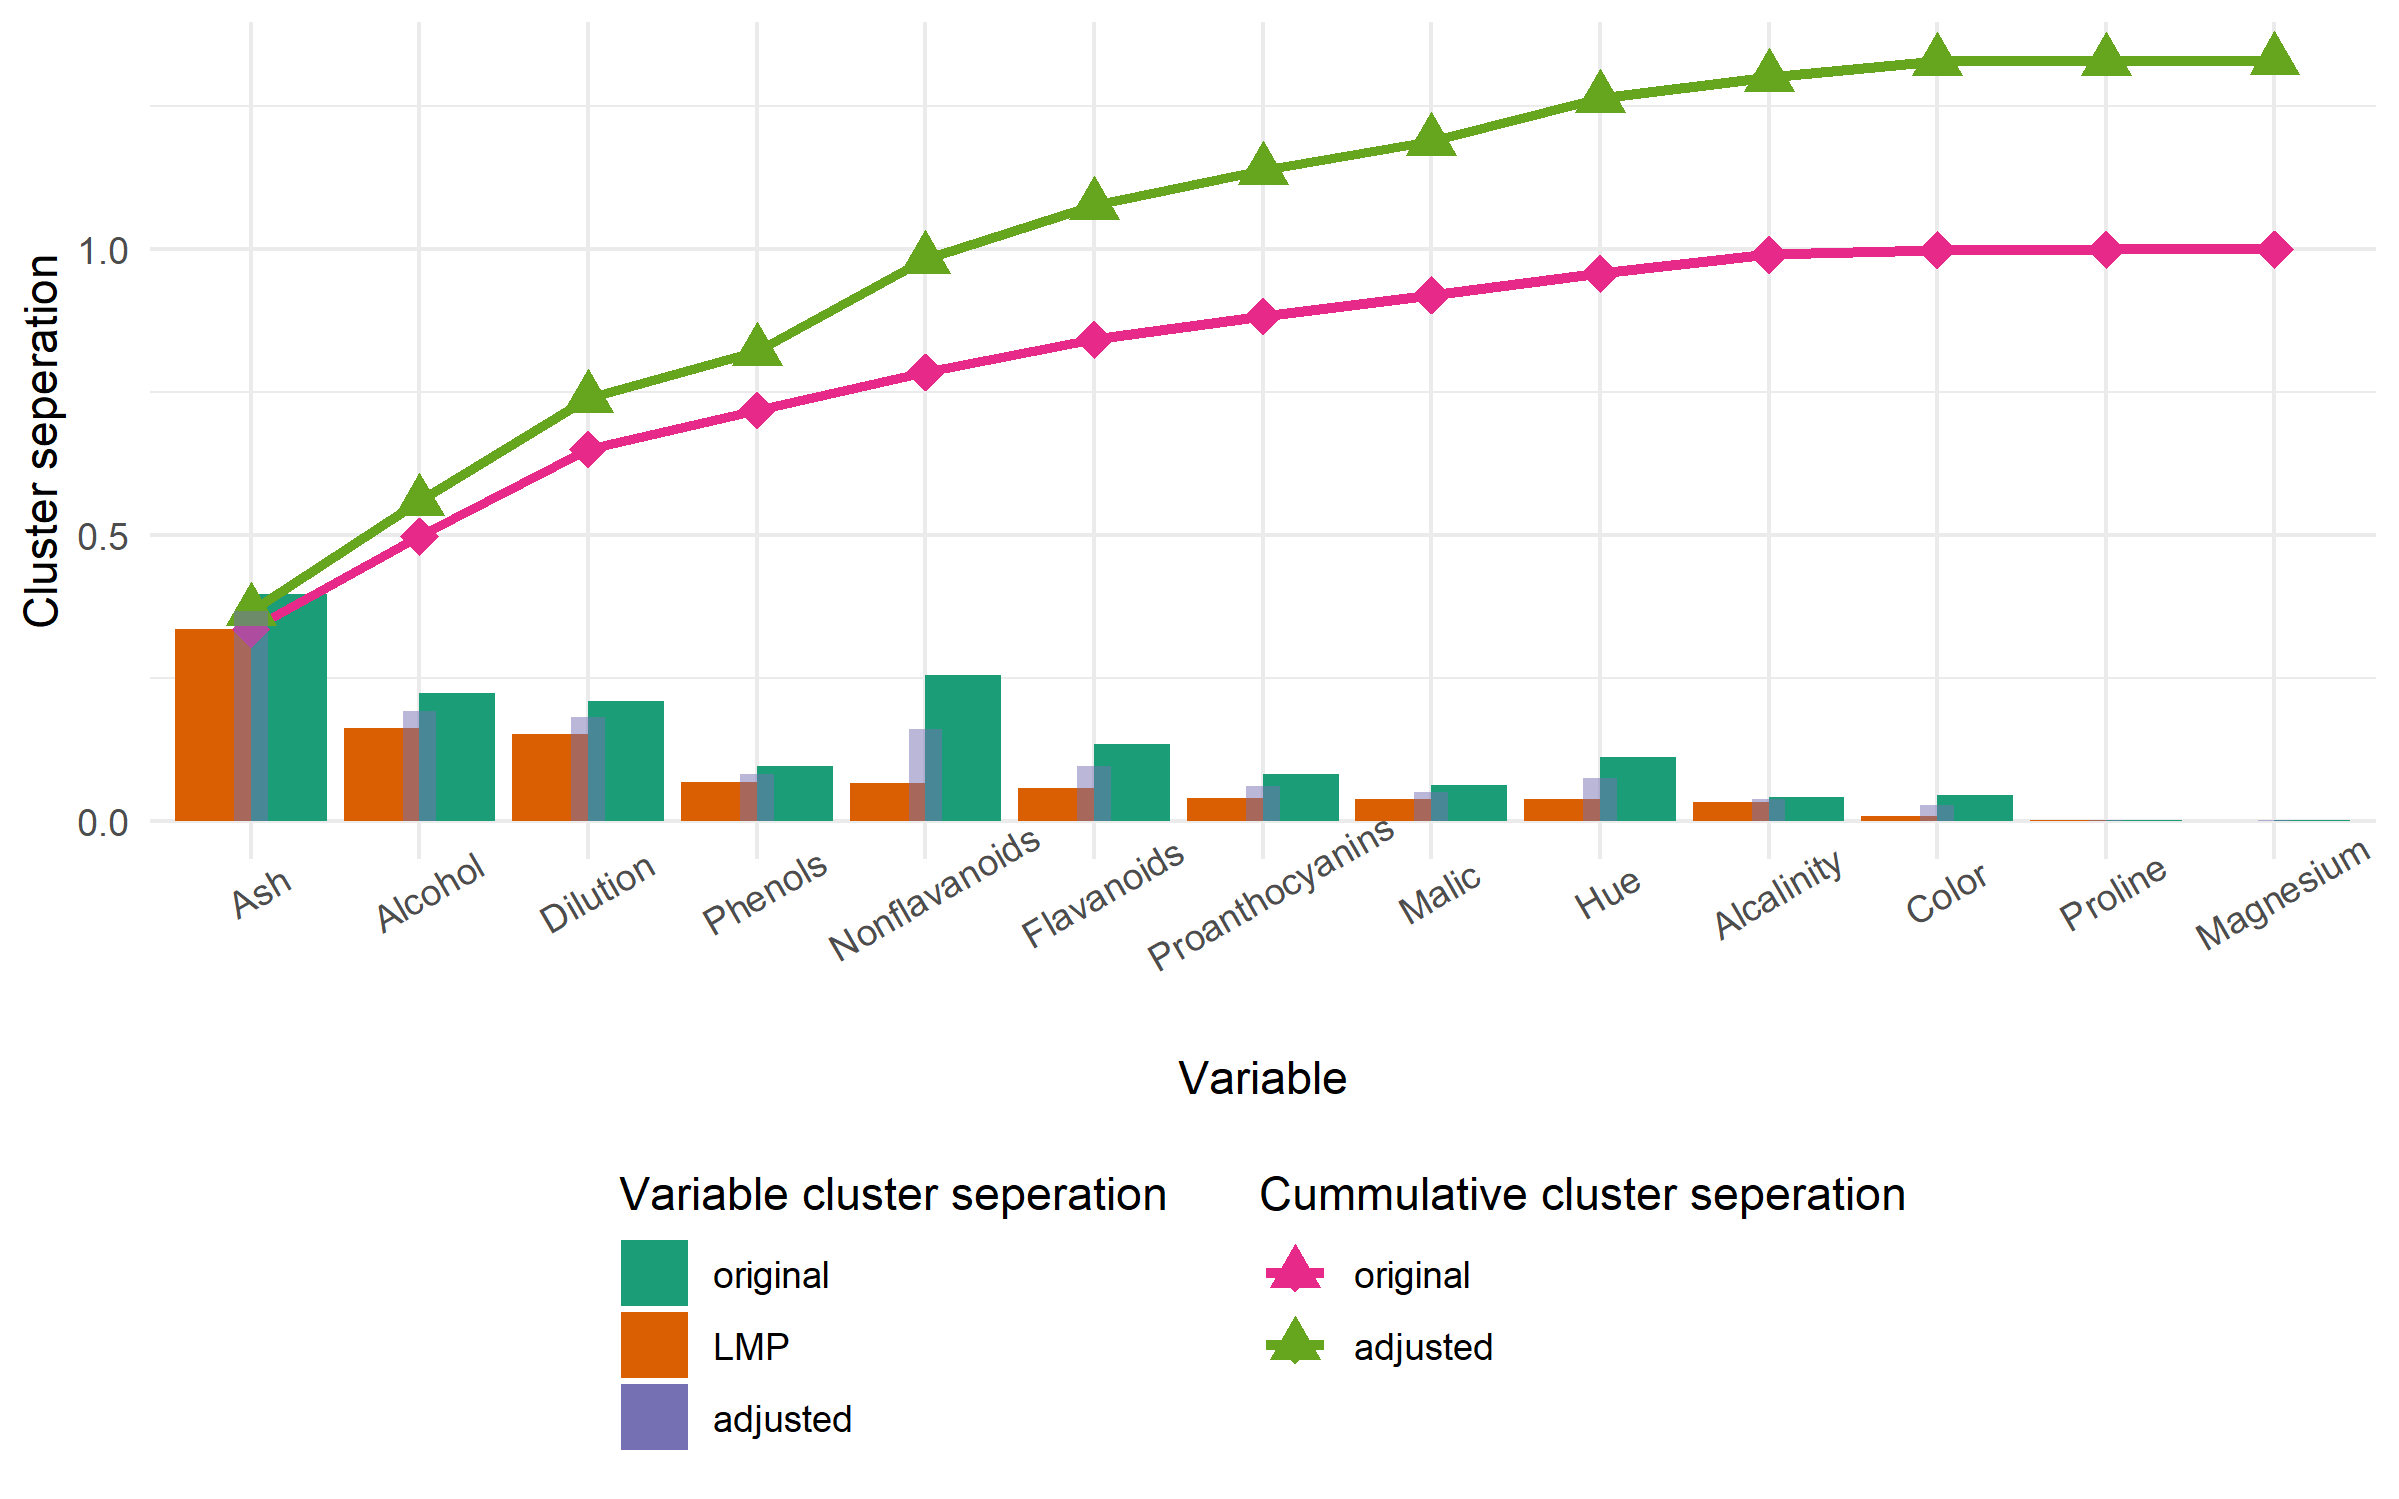 Cluster seperation
1.0
0.5
0.0
Ash
Alcohol
Dilution
Phenols
Nonflavanoids
Flavanoids
Proanthocyanins
Malic
Hue
Alcalinity
Color
Proline
Magnesium
Variable
Variable cluster seperation
original
LMP
adjusted
Cummulative cluster seperation
original
adjusted